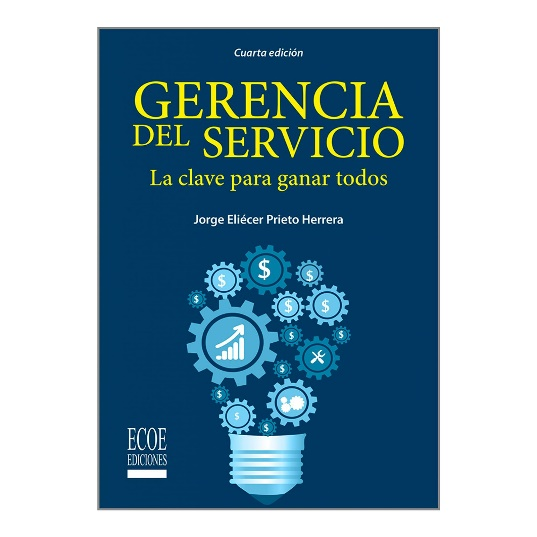 Cuarta edición
GERENCIA
DEL SERVICIO
La clave para ganar todos
Jorge Eliécer Prieto Herrera
$
$
$
$
$
$
$
$
$
ECOE
EDICIONES